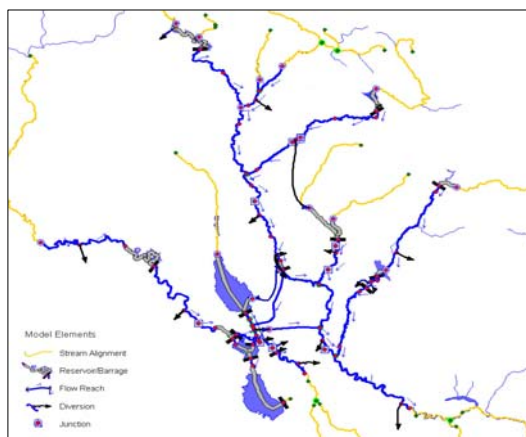 Model Elements
Stream Alignment
Reservoir/Barrage
Flow Reach
Diversion
Junction